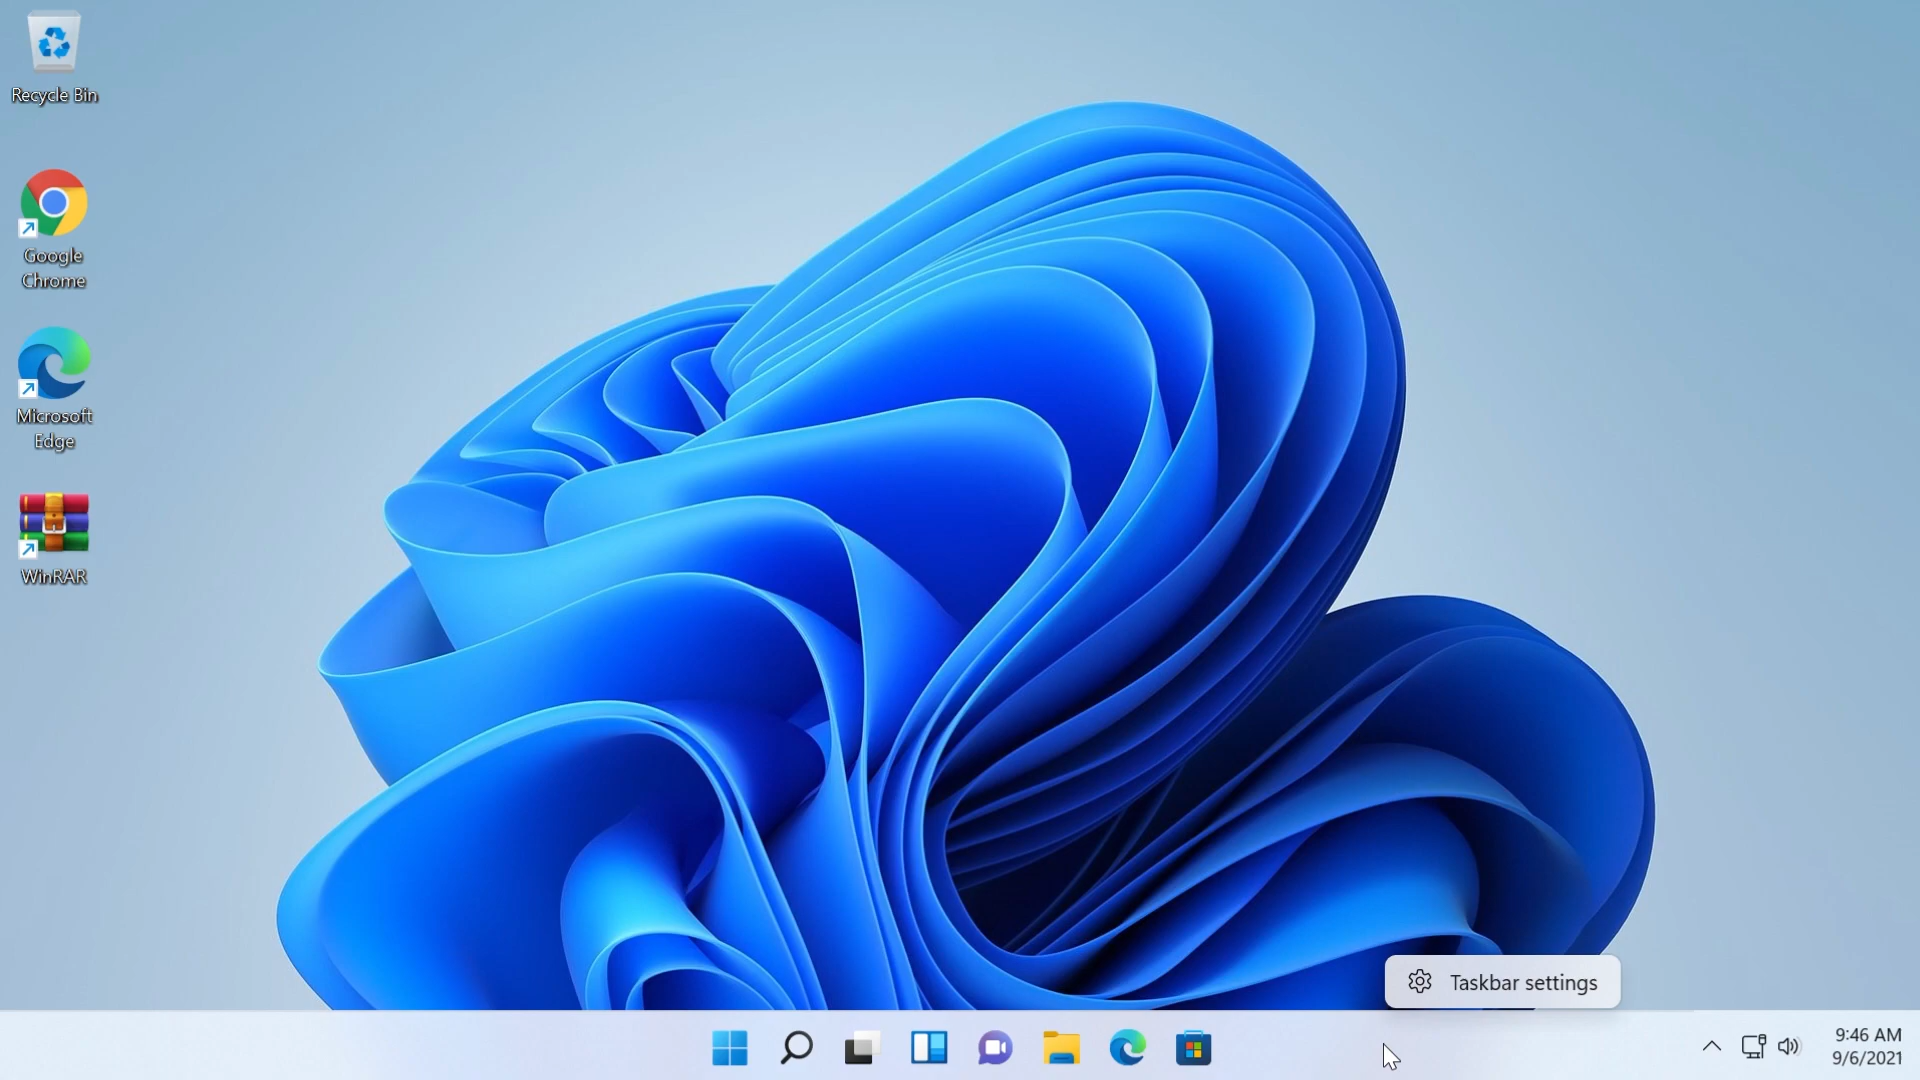 Recycle Bin
Google
Chrome
Microsoft
Edge
WinRAR
Taskbar settings
9:46 AM
9/6/2021